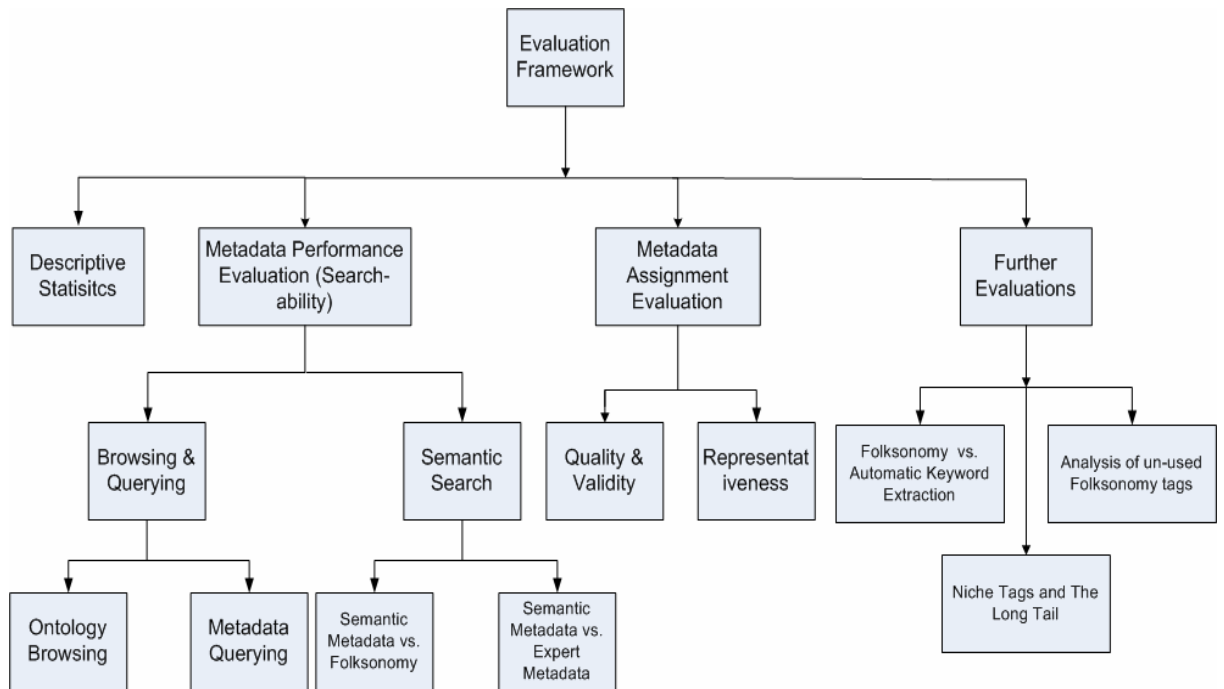 Evaluation
Framework
Descriptive
Statisitcs
Metadata Performance
Evaluation (Search-
ability)
Metadata
Assignment
Evaluation
Further
Evaluations
Browsing &
Querying
Semantic
Search
Quality &
Validity
Representat
iveness
Folksonomy vs.
Automatic Keyword
Extraction
Analysis of un-used
Folksonomy tags
Niche Tags and The
Long Tail
Ontology
Browsing
Metadata
Querying
Semantic
Metadata vs.
Folksonomy
Semantic
Metadata vs.
Expert
Metadata